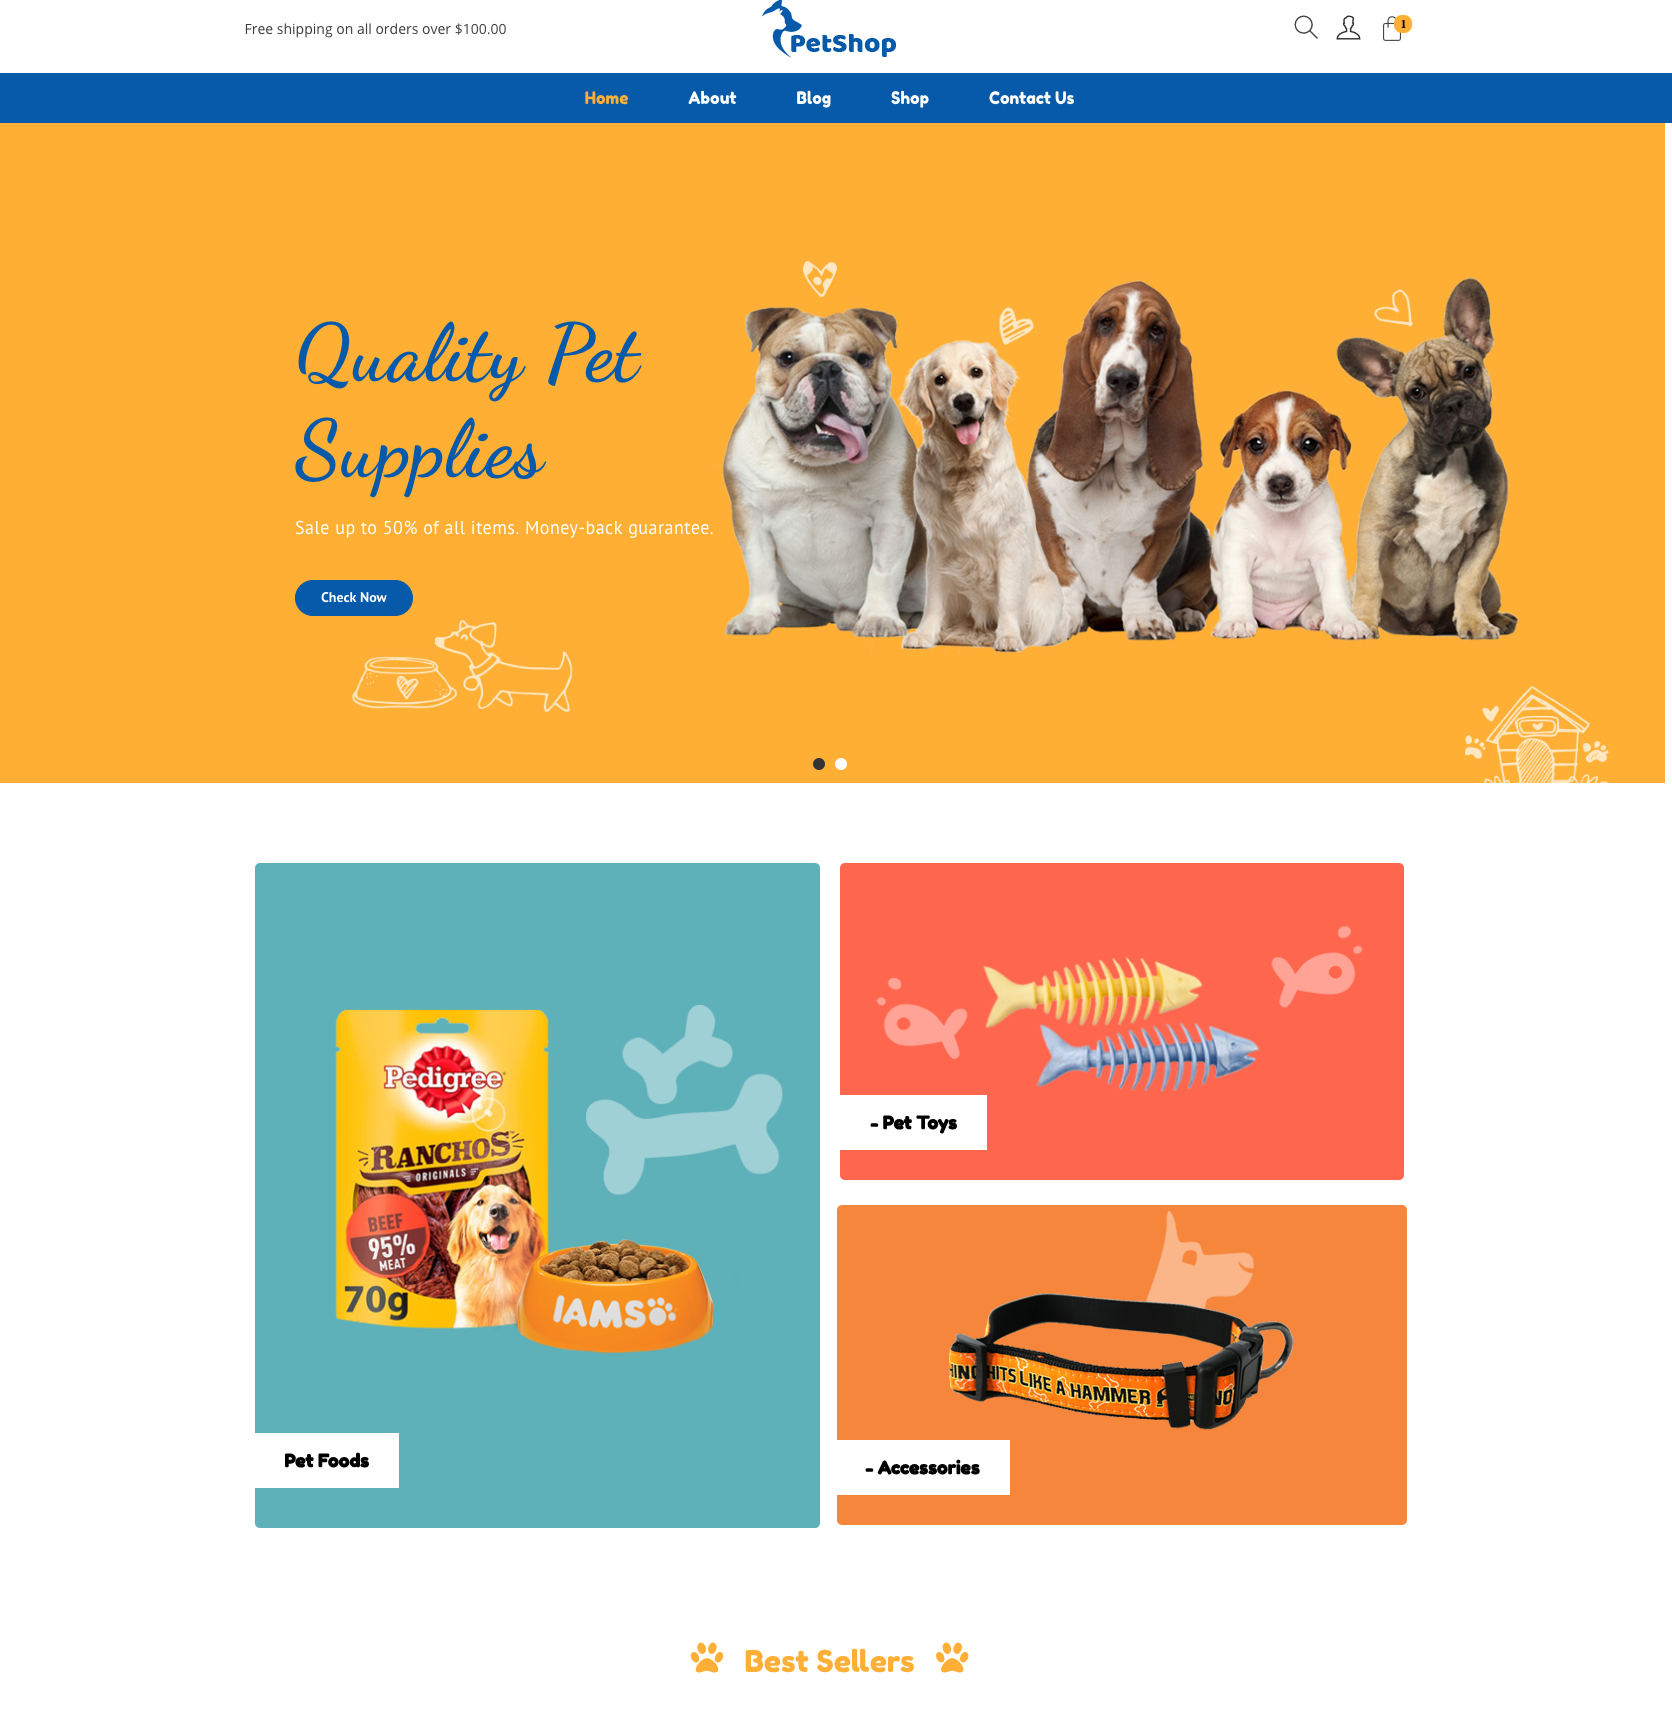 Free shipping on all orders over $100.00
PetShop
1
Home About Blog Shop Contact Us
Quality Pet
Supplies
Sale up to 50% of all items. Money-back guarantee.
Check Now
Pedigree
RANCHOS
ORIGINALS
BEEF
95%
MEAT
70g
IAMS
Pet Foods
- Pet Toys
HITS LIKE A HAMMER
- Accessories
Best Sellers